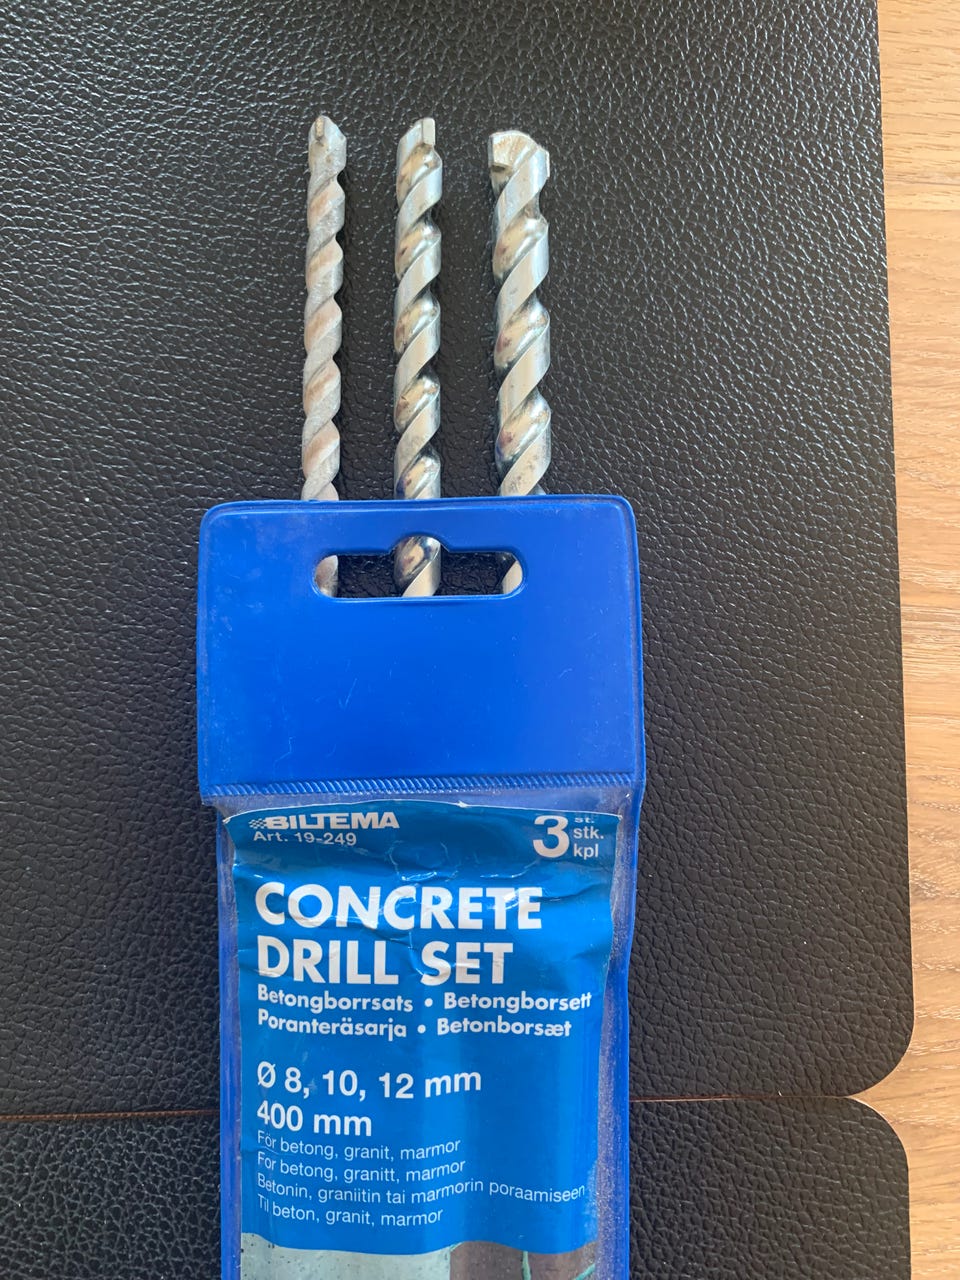 BILTEMA
Art. 19-249
3 st.
stk.
kpl
CONCRETE
DRILL SET
Betongborrsats • Betongborsett
Poranteräsarja • Betonborsæt
Ø 8, 10, 12 mm
400 mm
För betong, granit, marmor
For betong, granitt, marmor
Betonin, graniitin tai marmorin poraamiseen
Til beton, granit, marmor